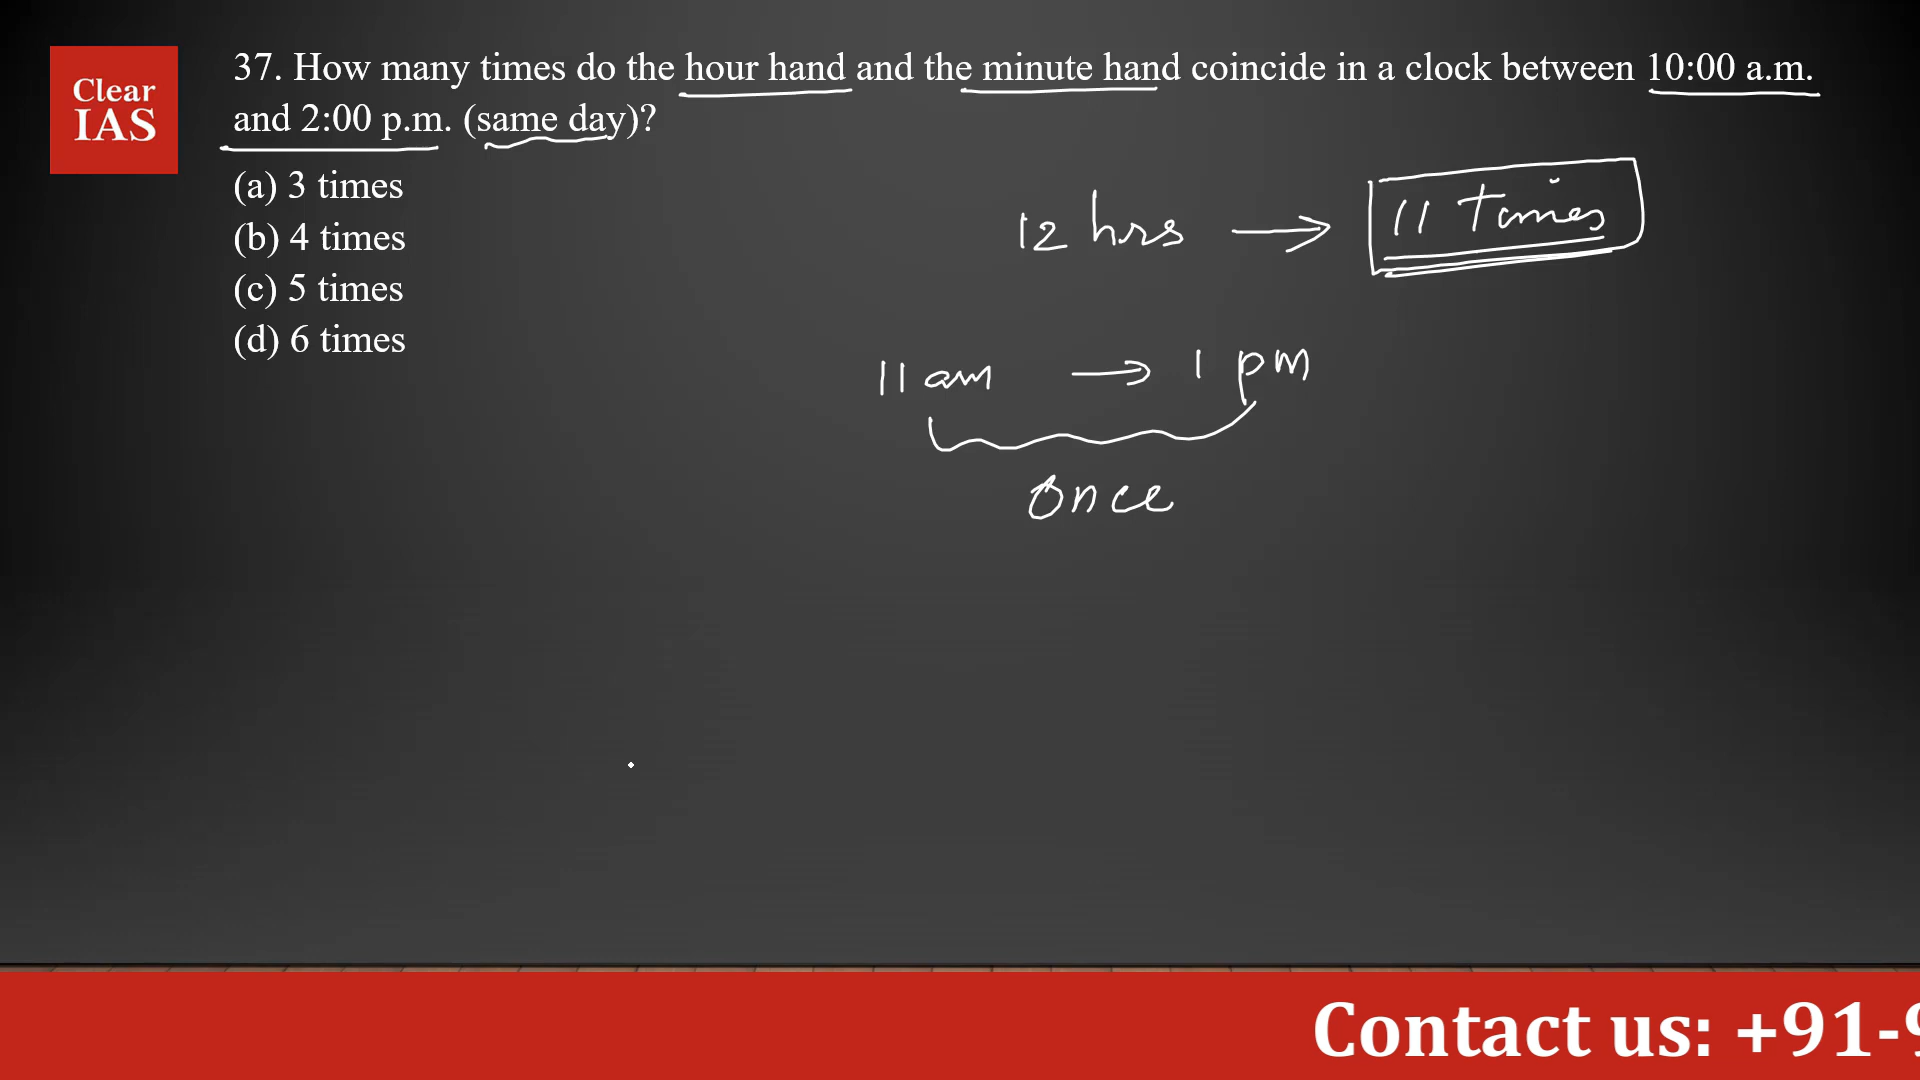 Clear
IAS
37. How many times do the hour hand and the minute hand coincide in a clock between 10:00 a.m.
and 2:00 p.m. (same day)?
(a) 3 times
(b) 4 times
(c) 5 times
(d) 6 times
12 hrs → 11 Times
11 am → 1 pm
Once
Contact us: +91-9